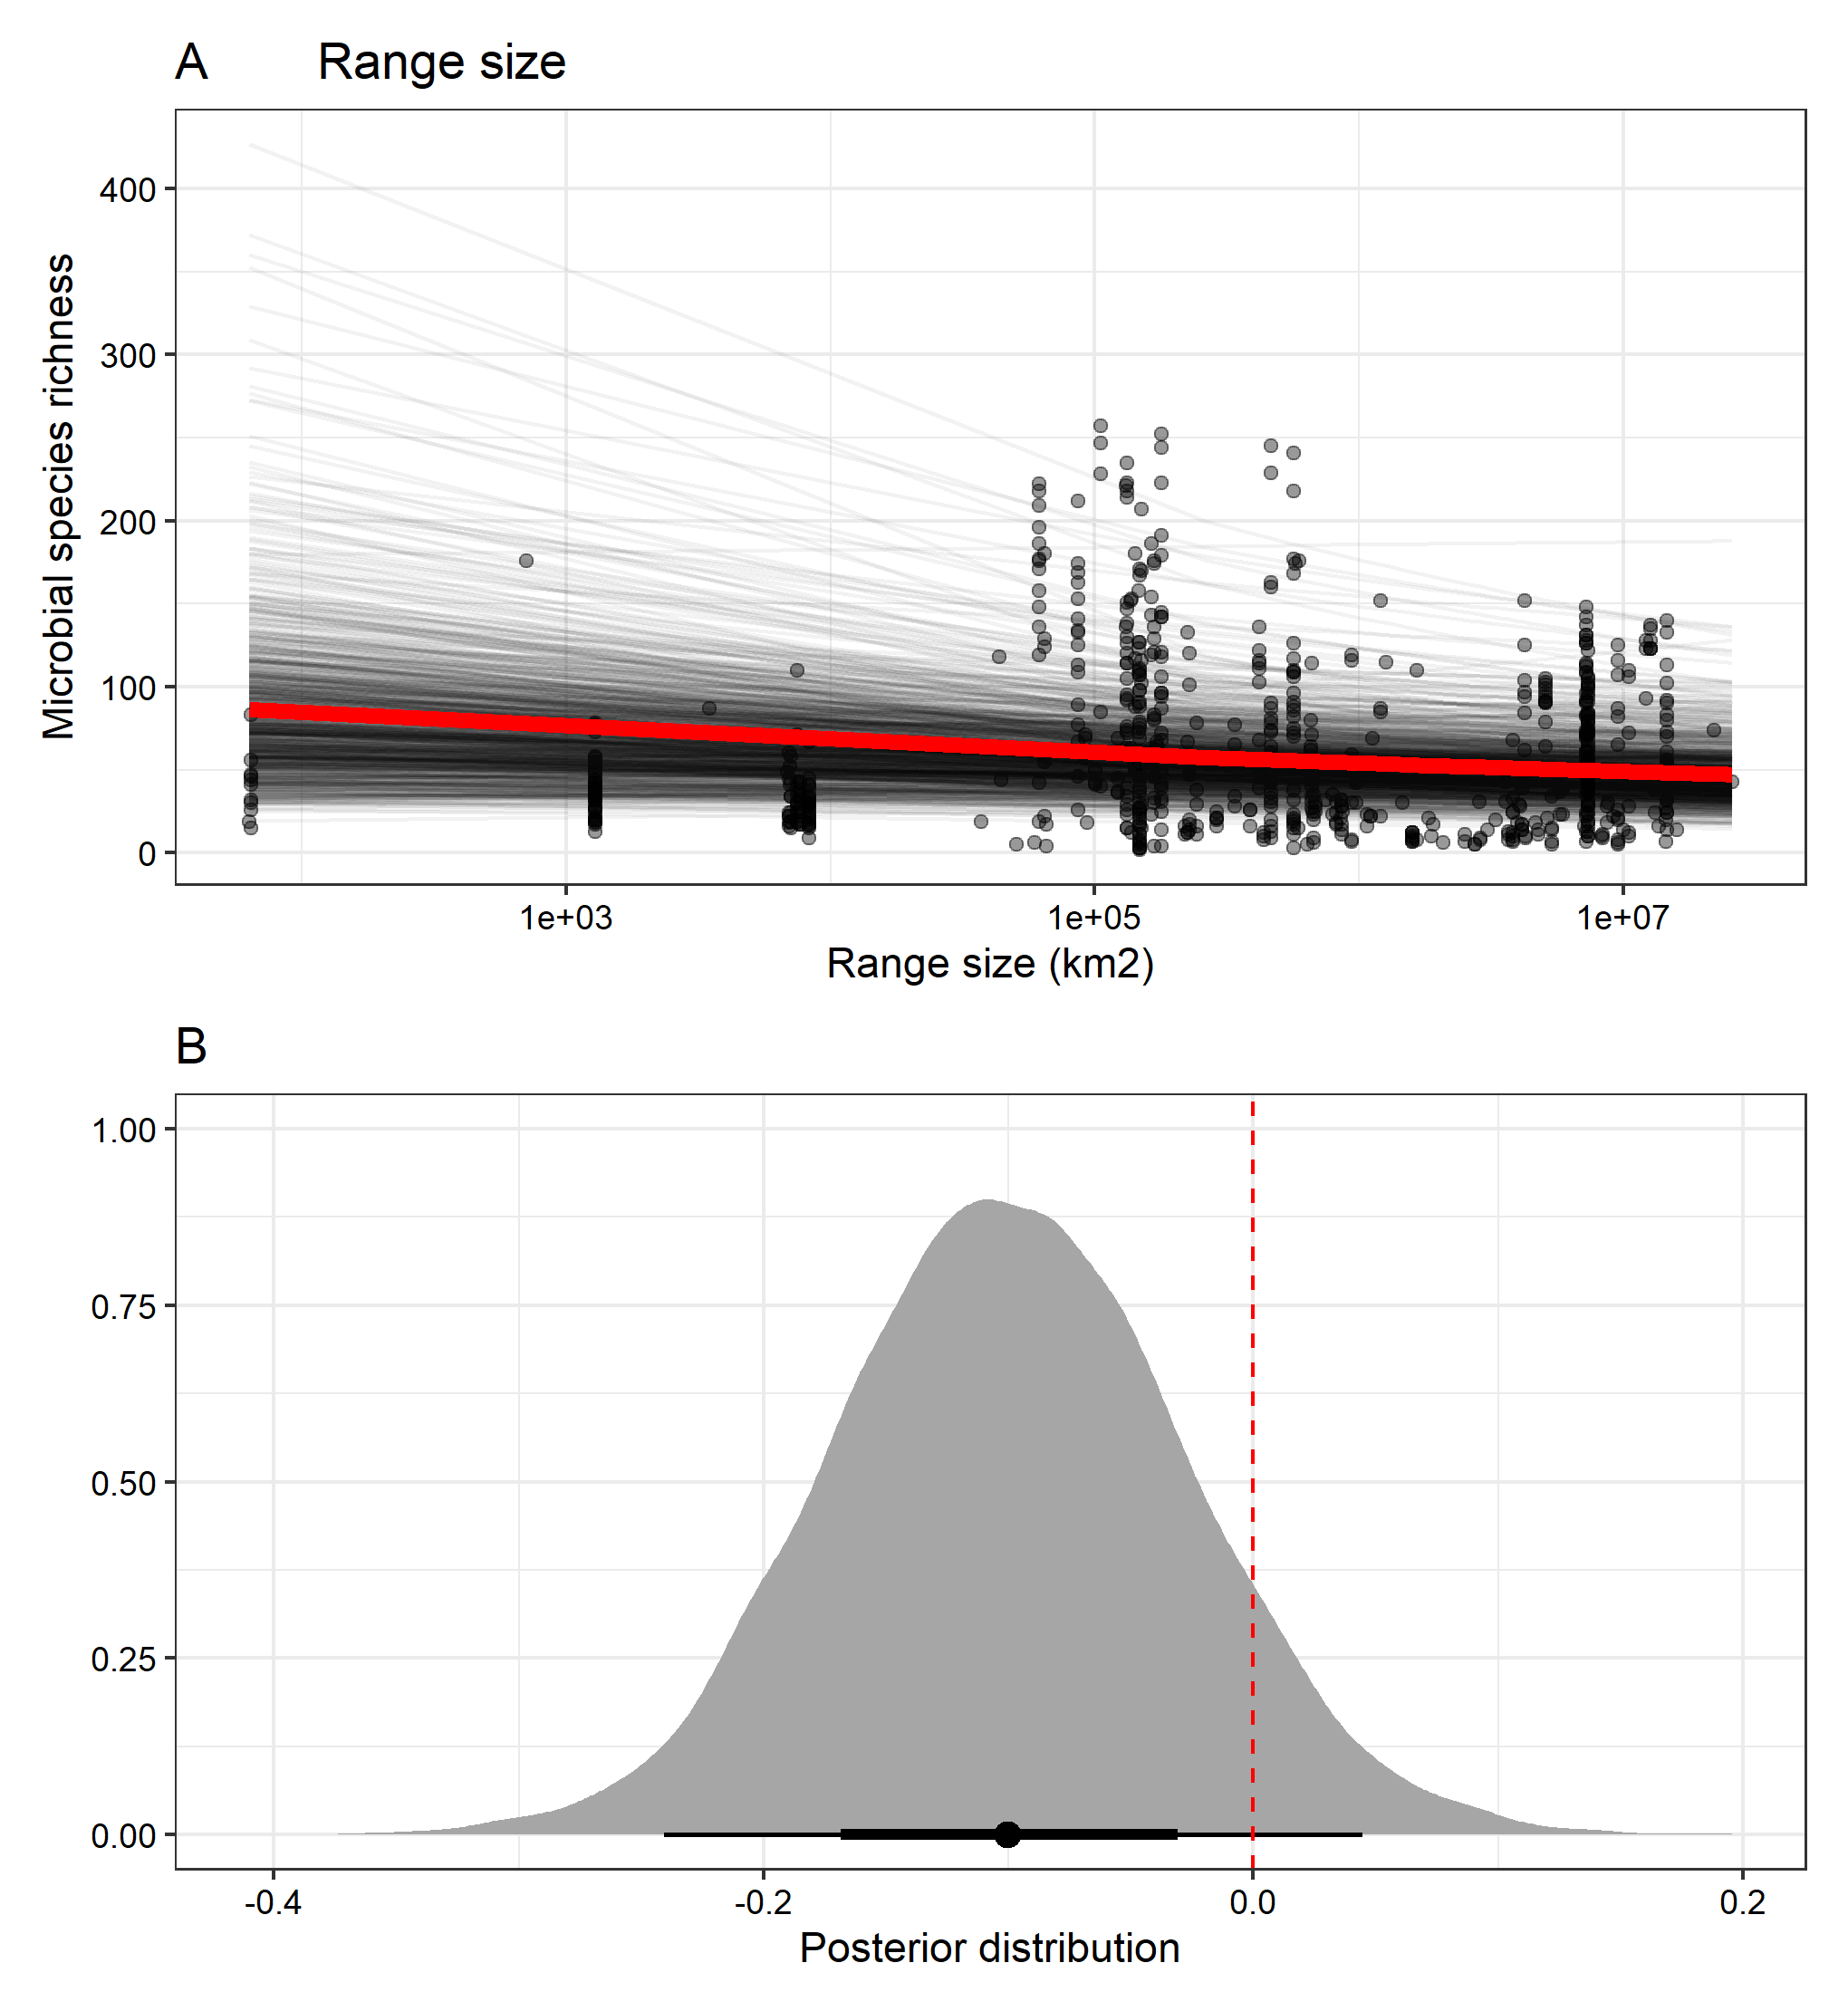 A Range size
400
300
200
100
0
Microbial species richness
1e+03 1e+05 1e+07
Range size (km2)
B
1.00
0.75
0.50
0.25
0.00
-0.4 -0.2 0.0 0.2
Posterior distribution